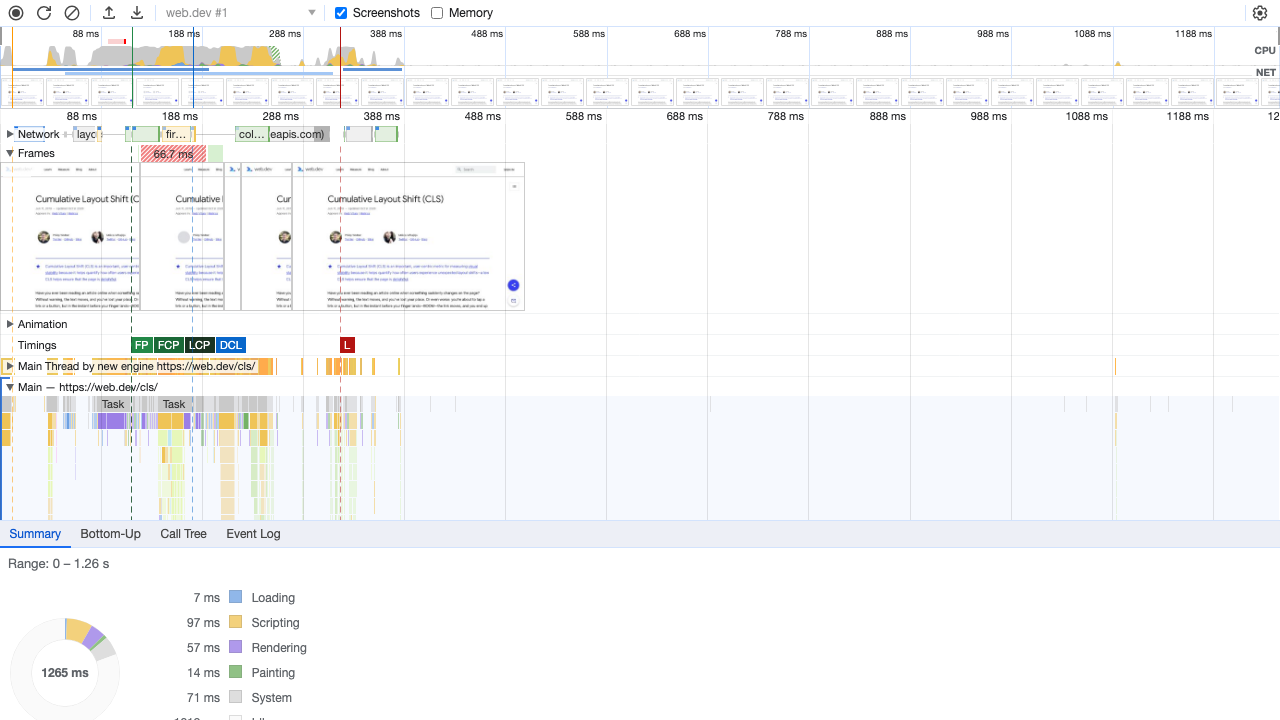 web.dev #1 Screenshots Memory
88 ms 188 ms 288 ms 388 ms 488 ms 588 ms 688 ms 788 ms 888 ms 988 ms 1088 ms 1188 ms
CPU
NET
88 ms 188 ms 288 ms 388 ms 488 ms 588 ms 688 ms 788 ms 888 ms 988 ms 1088 ms 1188 ms 12
Network layc fir… col… eapis.com)
Frames 66.7 ms
Cumulative Layout Shift (C Cumulative I Cur Cumulative Layout Shift (CLS)
Animation
Timings FP FCP LCP DCL L
Main Thread by new engine https://web.dev/cls/
Main — https://web.dev/cls/
Task Task
Summary Bottom-Up Call Tree Event Log
Range: 0 – 1.26 s
7 ms Loading
97 ms Scripting
57 ms Rendering
1265 ms
14 ms Painting
71 ms System